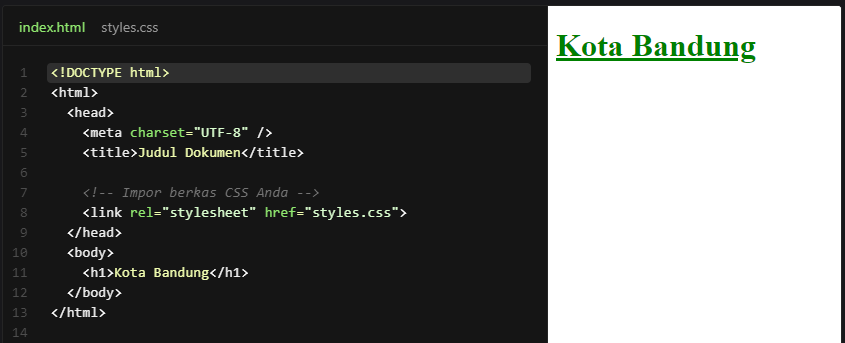 index.html styles.css
1 <!DOCTYPE html>
2 <html>
3 <head>
4 <meta charset="UTF-8" />
5 <title>Judul Dokumen</title>
6
7 <!-- Impor berkas CSS Anda -->
8 <link rel="stylesheet" href="styles.css">
9 </head>
10 <body>
11 <h1>Kota Bandung</h1>
12 </body>
13 </html>
14
Kota Bandung